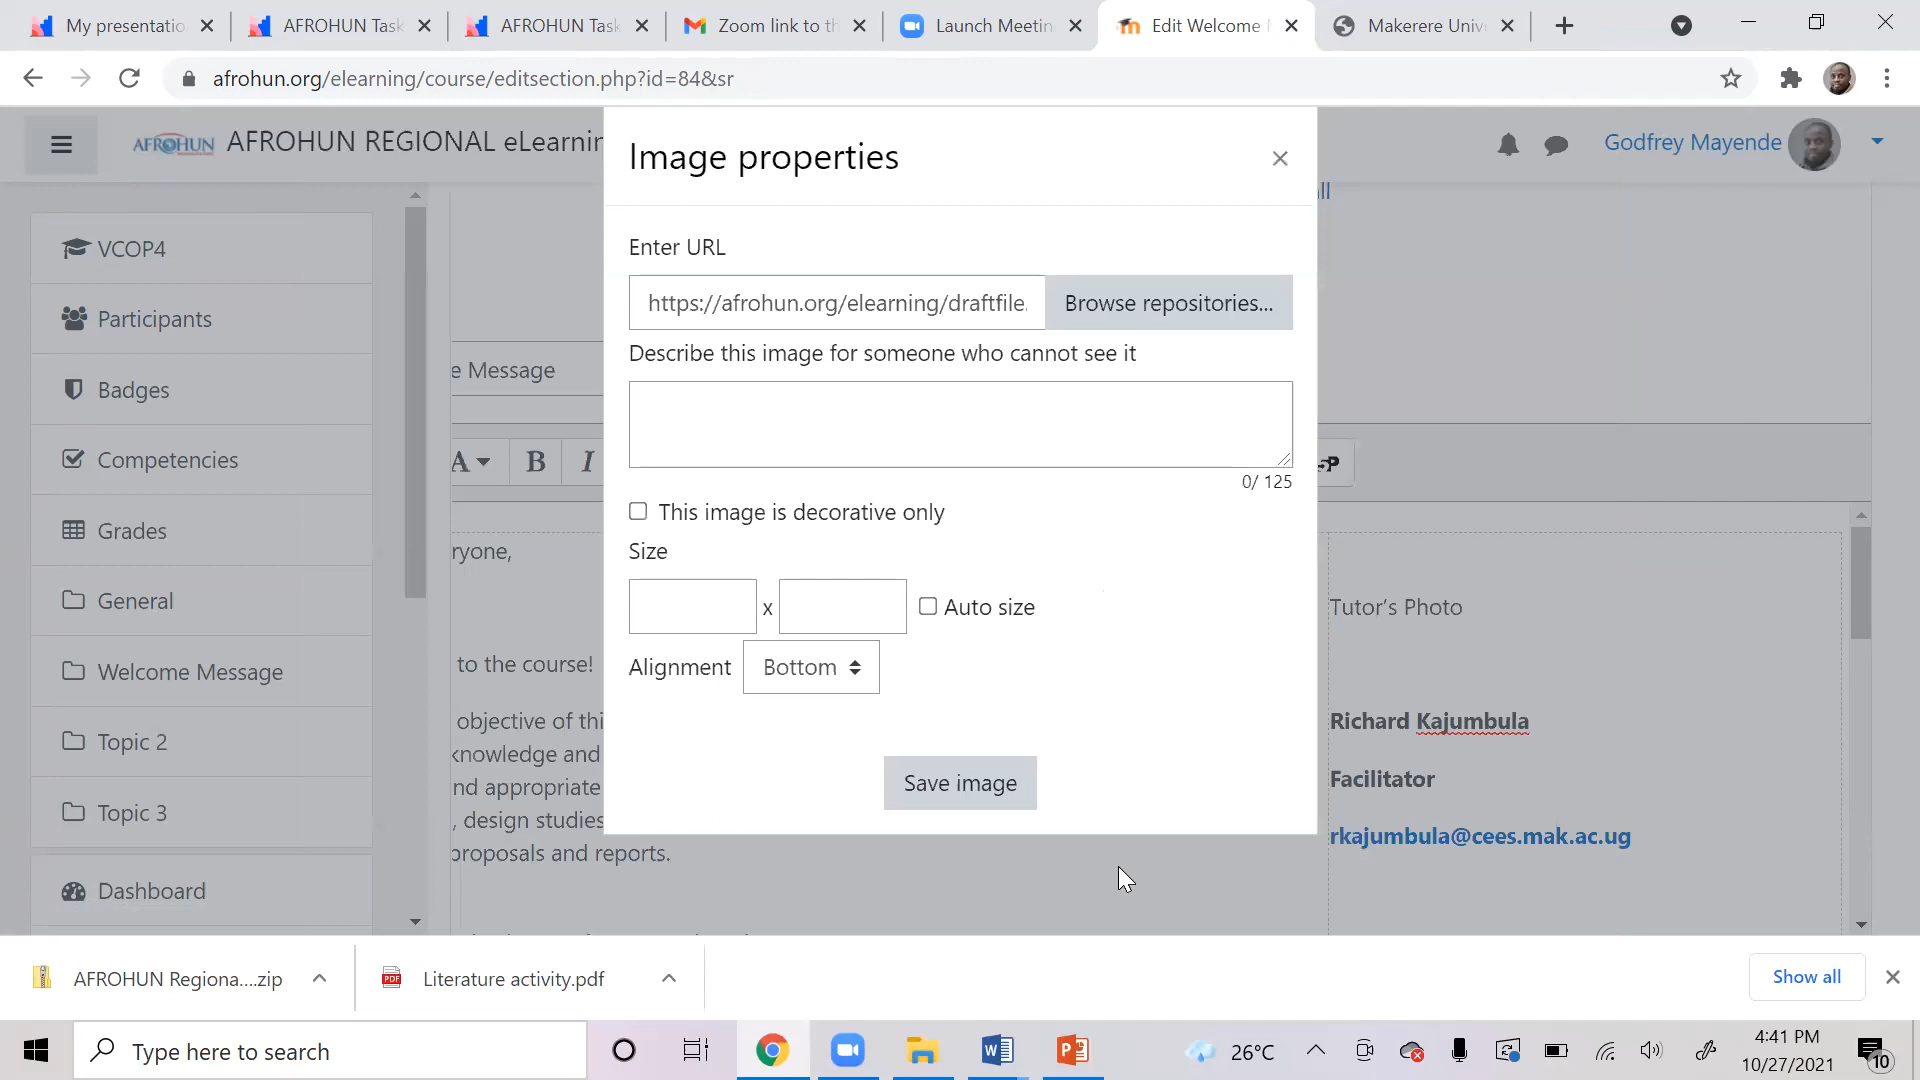 My presentatio
AFROHUN Task
AFROHUN Task
Zoom link to th
Launch Meetin
Edit Welcome
Makerere Univ
afrohun.org/elearning/course/editsection.php?id=84&sr
AFROHUN
AFROHUN REGIONAL eLearnin
Godfrey Mayende
VCOP4
Participants
Badges
Competencies
Grades
General
Welcome Message
Topic 2
Topic 3
Dashboard
e Message
A
B
I
ryone,
to the course!
objective of thi
knowledge and
nd appropriate
, design studies
proposals and reports.
Image properties
Enter URL
https://afrohun.org/elearning/draftfile.
Browse repositories...
Describe this image for someone who cannot see it
0/ 125
This image is decorative only
Size
x
Auto size
Alignment
Bottom
Save image
Tutor's Photo
Richard Kajumbula
Facilitator
rkajumbula@cees.mak.ac.ug
AFROHUN Regiona....zip
PDF
Literature activity.pdf
Show all
Type here to search
26°C
4:41 PM
10/27/2021
10